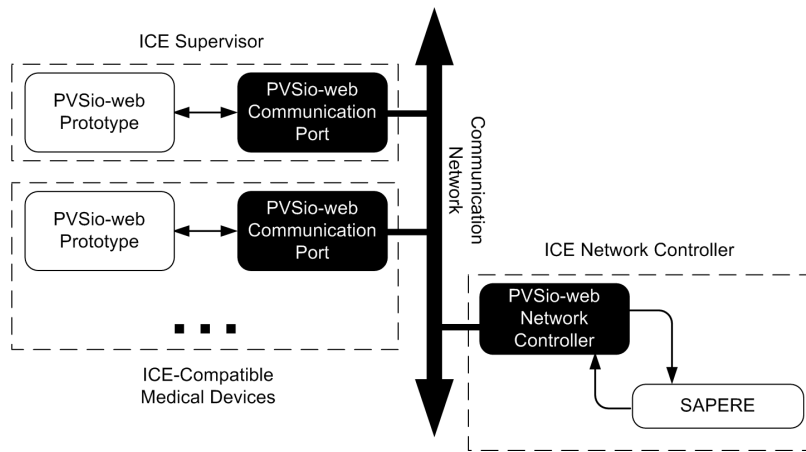 ICE Supervisor
PVSio-web
Prototype
PVSio-web
Communication
Port
PVSio-web
Prototype
PVSio-web
Communication
Port
ICE-Compatible
Medical Devices
Communication
Network
ICE Network Controller
PVSio-web
Network
Controller
SAPERE